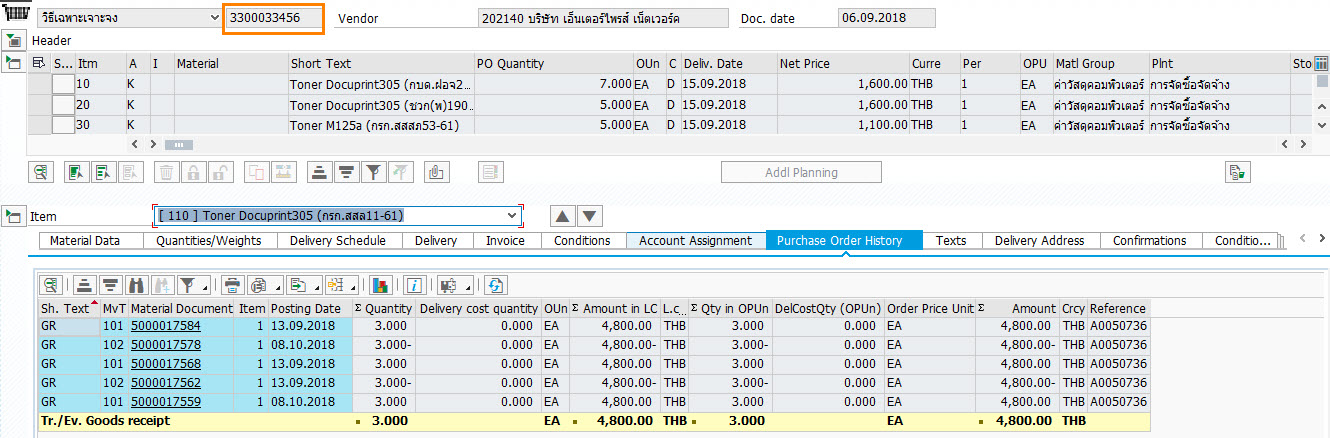 วิธีเฉพาะเจาะจง 3300033456 Vendor 202140 บริษัท เอ็นเตอร์ไพรส์ เน็ตเวอร์ค Doc. date 06.09.2018
Header
S... Itm A I Material Short Text PO Quantity OUn C Deliv. Date Net Price Curre Per OPU Matl Group Plnt Sto
10 K Toner Docuprint305 (กบด.ฝอจ2... 7.000 EA D 15.09.2018 1,600.00 THB 1 EA ค่าวัสดุคอมพิวเตอร์ การจัดซื้อจัดจ้าง
20 K Toner Docuprint305 (ชวก(พ)190... 5.000 EA D 15.09.2018 1,600.00 THB 1 EA ค่าวัสดุคอมพิวเตอร์ การจัดซื้อจัดจ้าง
30 K Toner M125a (กรก.สสสภ53-61) 5.000 EA D 15.09.2018 1,100.00 THB 1 EA ค่าวัสดุคอมพิวเตอร์ การจัดซื้อจัดจ้าง
Addl Planning
Item [ 110 ] Toner Docuprint305 (กรก.สสล11-61)
Material Data Quantities/Weights Delivery Schedule Delivery Invoice Conditions Account Assignment Purchase Order History Texts Delivery Address Confirmations Conditio...
Sh. Text MvT Material Document Item Posting Date Σ Quantity Delivery cost quantity OUn Σ Amount in LC L.c... Σ Qty in OPUn DelCostQty (OPUn) Order Price Unit Σ Amount Crcy Reference
GR 101 5000017584 1 13.09.2018 3.000 0.000 EA 4,800.00 THB 3.000 0.000 EA 4,800.00 THB A0050736
GR 102 5000017578 1 08.10.2018 3.000- 0.000 EA 4,800.00- THB 3.000- 0.000 EA 4,800.00- THB A0050736
GR 101 5000017568 1 13.09.2018 3.000 0.000 EA 4,800.00 THB 3.000 0.000 EA 4,800.00 THB A0050736
GR 102 5000017562 1 13.09.2018 3.000- 0.000 EA 4,800.00- THB 3.000- 0.000 EA 4,800.00- THB A0050736
GR 101 5000017559 1 08.10.2018 3.000 0.000 EA 4,800.00 THB 3.000 0.000 EA 4,800.00 THB A0050736
Tr./Ev. Goods receipt 3.000 EA 4,800.00 THB 3.000 EA 4,800.00 THB